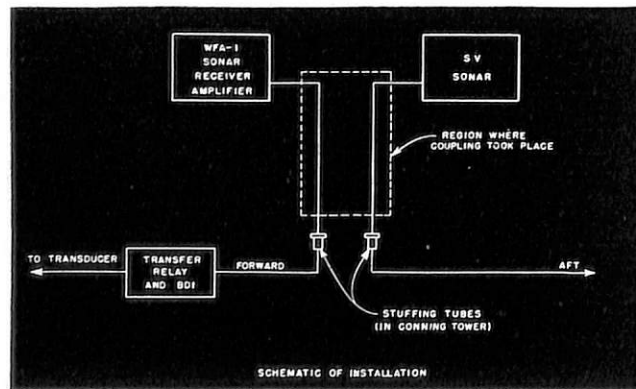 WFA-1
SONAR
RECEIVER
AMPLIFIER
SV
SONAR
REGION WHERE
COUPLING TOOK PLACE
TO TRANSDUCER
TRANSFER
RELAY
AND BDI
FORWARD
AFT
STUFFING TUBES
(IN CONNING TOWER)
SCHEMATIC OF INSTALLATION